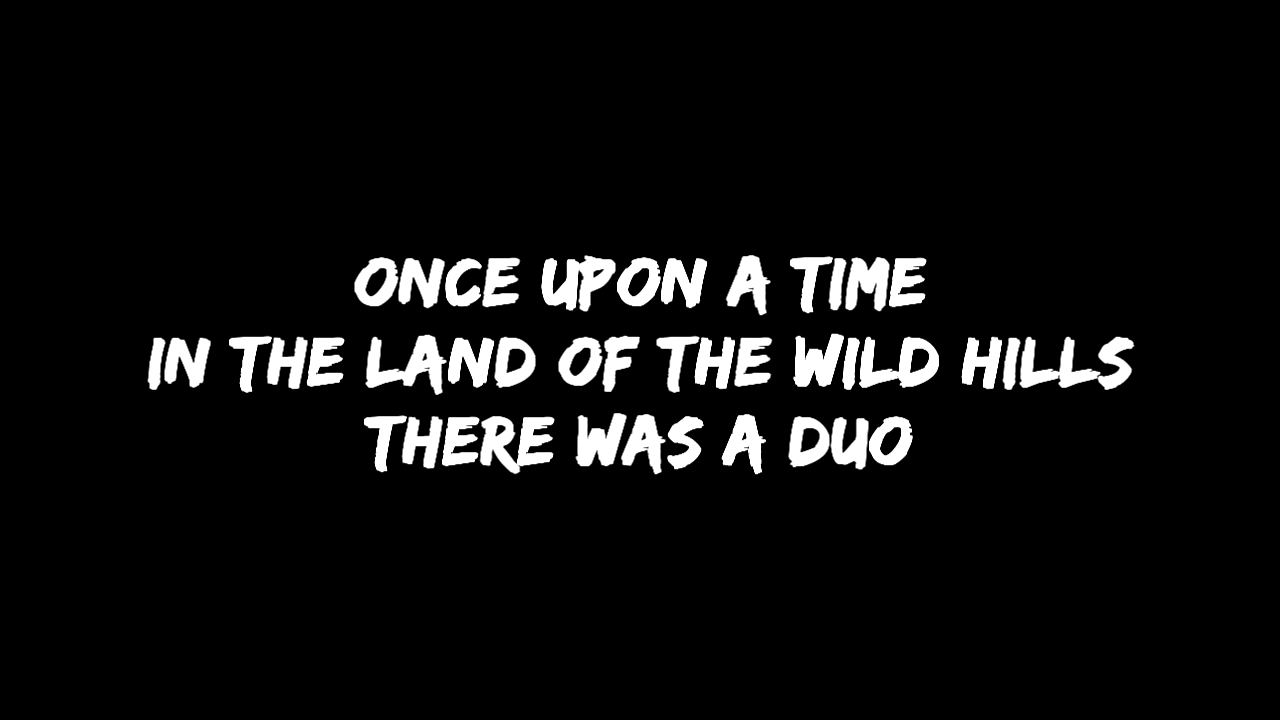 ONCE UPON A TIME
IN THE LAND OF THE WILD HILLS
THERE WAS A DUO